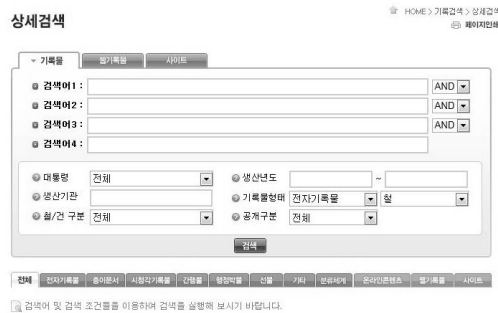 HOME > 기록검색 > 상세검색
상세검색
페이지인쇄
기록물 웹기록물 사이트
검색어1 : AND
검색어2 : AND
검색어3 : AND
검색어4 :
대통령 전체 생산년도 ~
생산기관 기록물형태 전자기록물 철
철/건 구분 전체 공개구분 전체
검색
전체 전자기록물 종이문서 시청각기록물 간행물 행정박물 선물 기타 분류체계 온라인콘텐츠 웹기록물 사이트
검색어 및 검색 조건들을 이용하여 검색를 실행해 보시기 바랍니다.